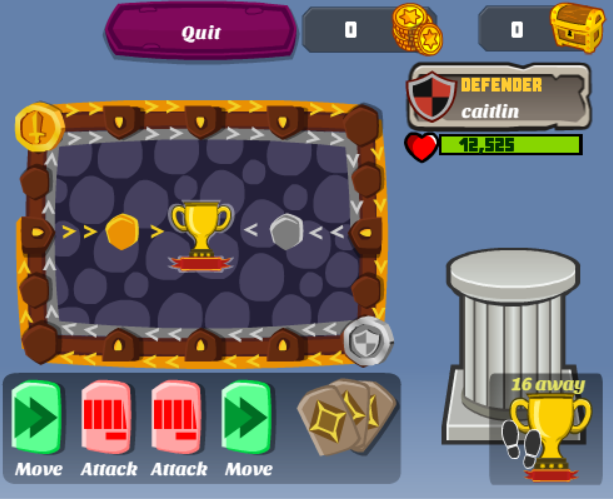 Quit
0
0
DEFENDER
caitlin
12,525
16 away
Move
Attack
Attack
Move